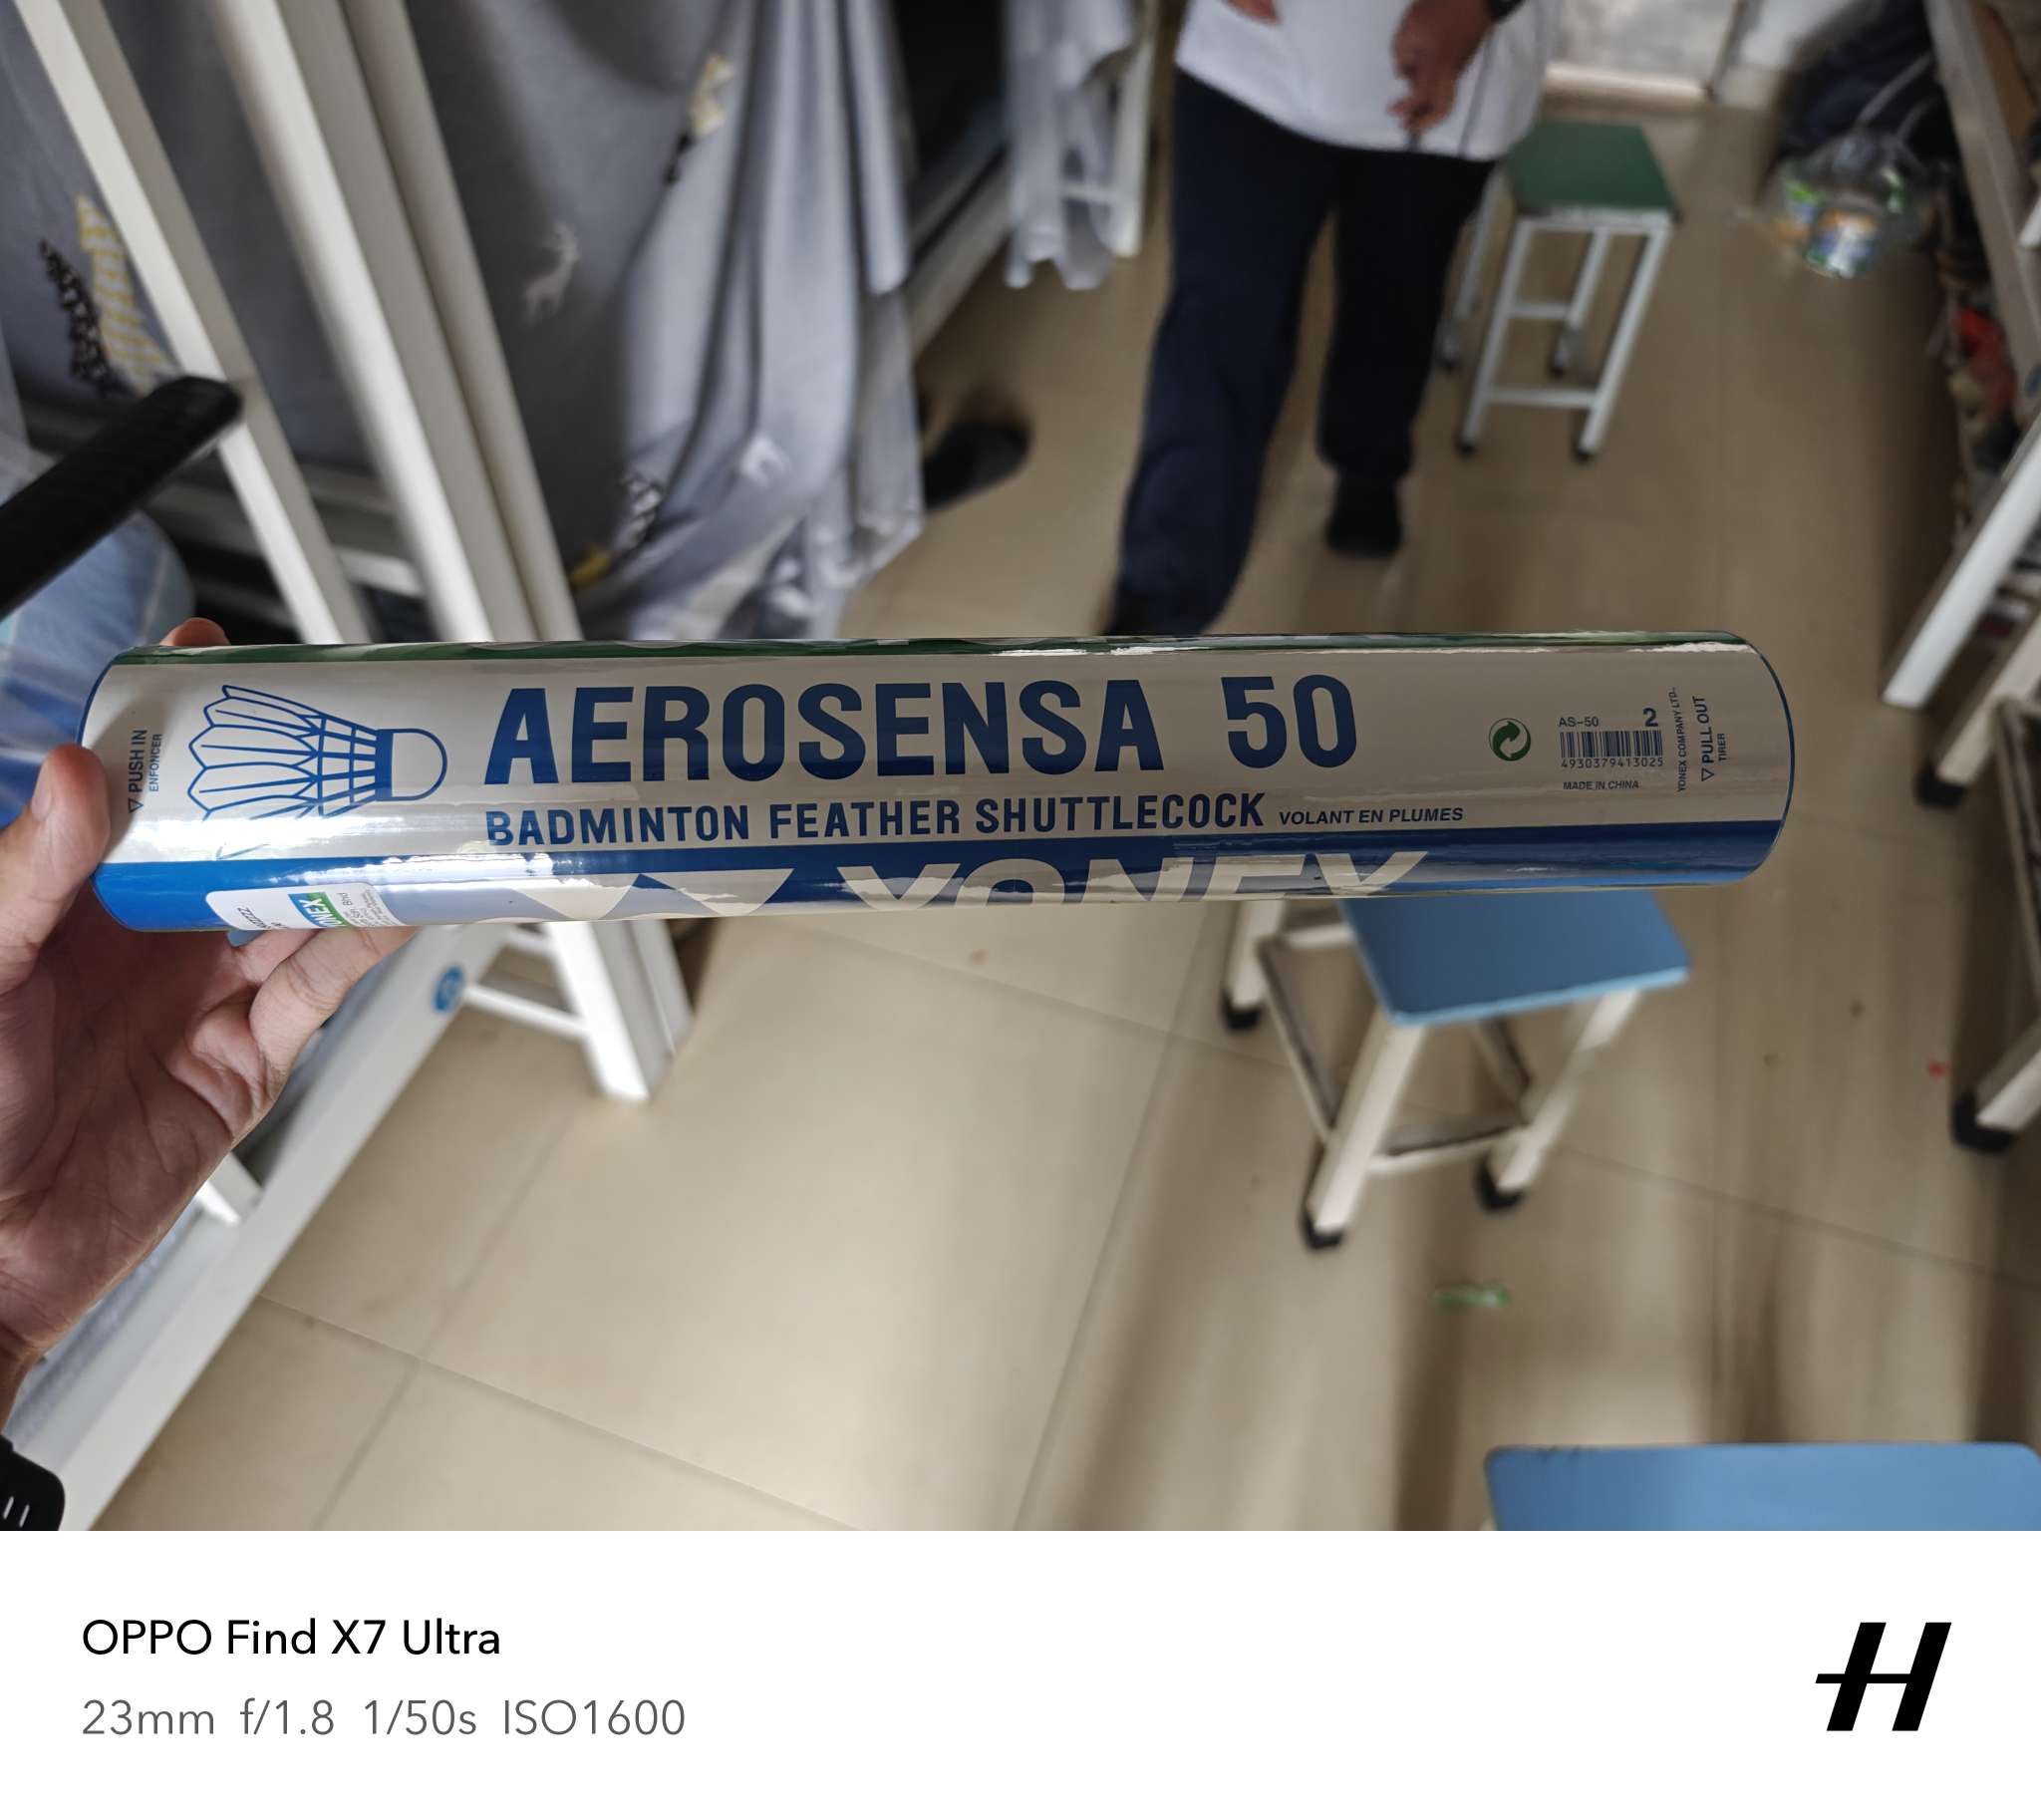 ▽ PUSH IN
ENFONCER
AEROSENSA 50
BADMINTON FEATHER SHUTTLECOCK VOLANT EN PLUMES
AS-50 2
4930379413025
MADE IN CHINA
YONEX COMPANY LTD.
▽ PULL OUT
TIRER
YONEX
YONEX
OPPO Find X7 Ultra
23mm f/1.8 1/50s ISO1600
H